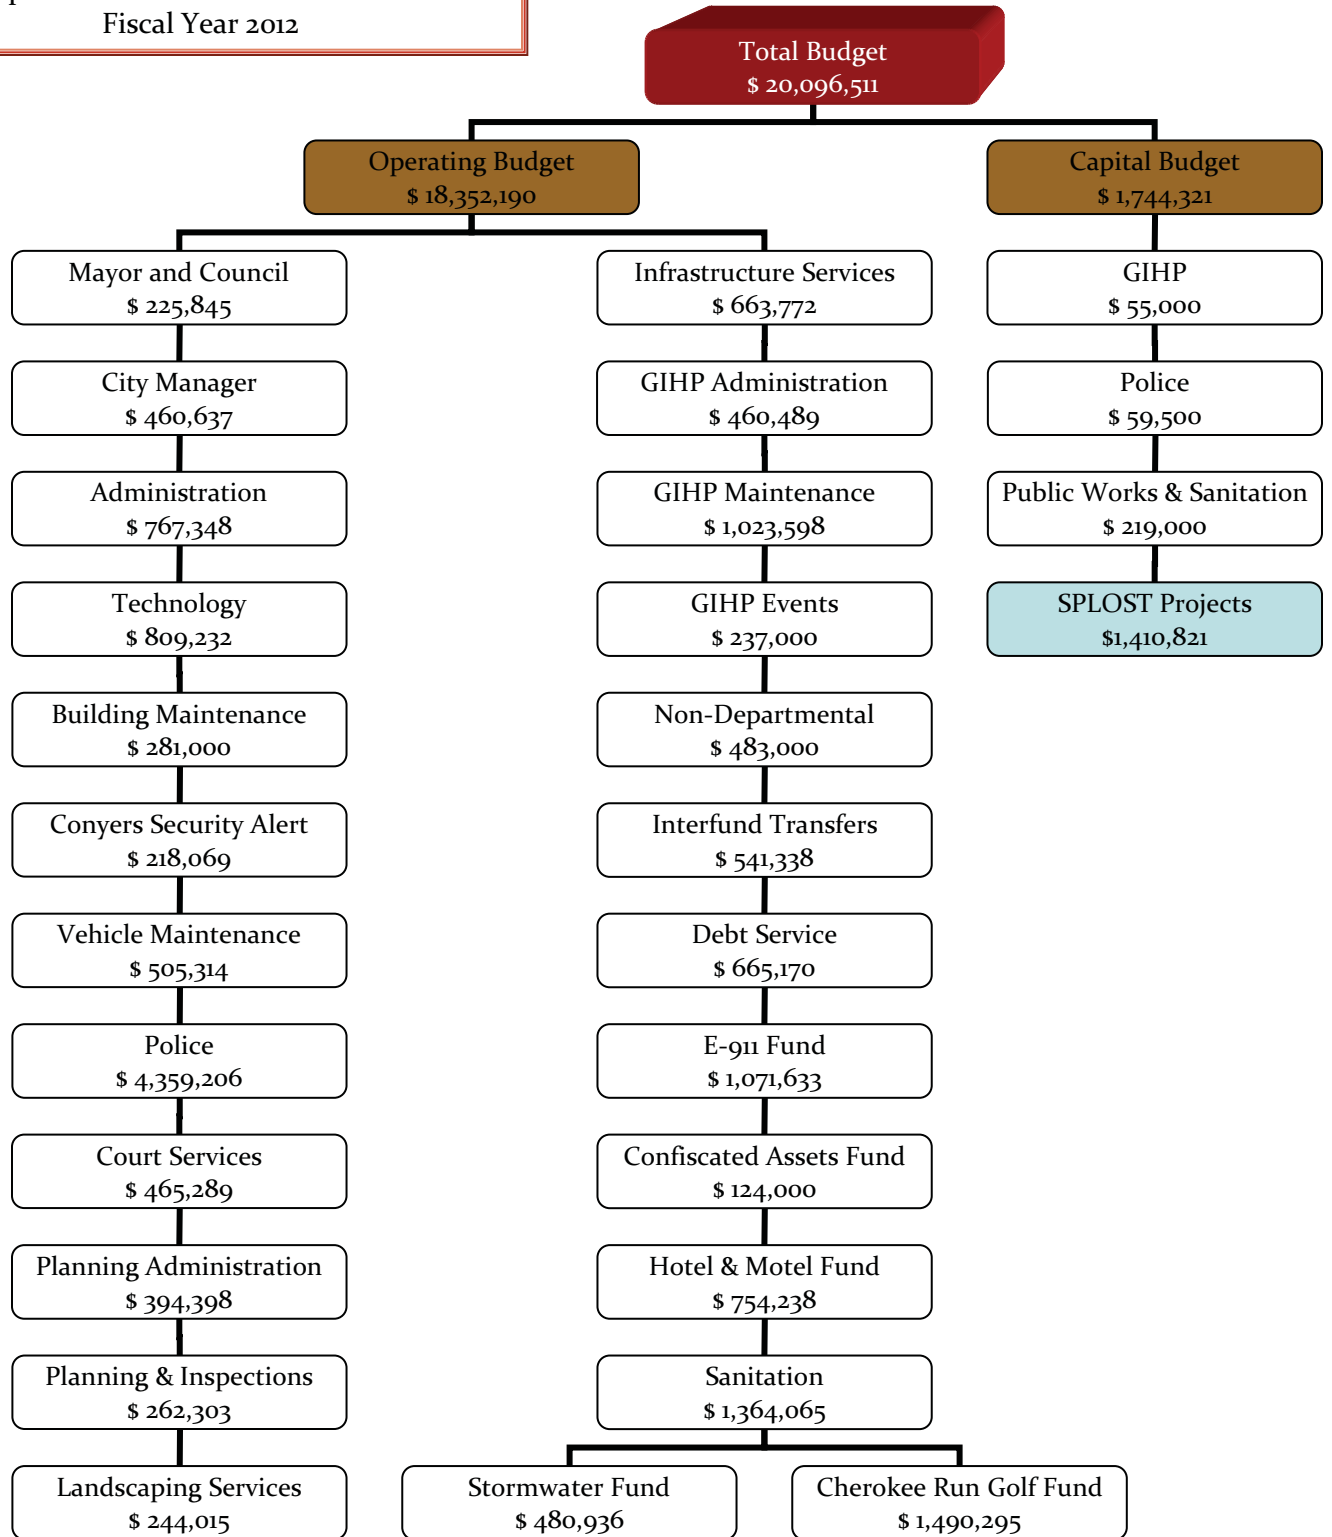 Fiscal Year 2012
Total Budget
$ 20,096,511
Operating Budget
$ 18,352,190
Capital Budget
$ 1,744,321
Mayor and Council
$ 225,845
City Manager
$ 460,637
Administration
$ 767,348
Technology
$ 809,232
Building Maintenance
$ 281,000
Conyers Security Alert
$ 218,069
Vehicle Maintenance
$ 505,314
Police
$ 4,359,206
Court Services
$ 465,289
Planning Administration
$ 394,398
Planning & Inspections
$ 262,303
Landscaping Services
$ 244,015
Infrastructure Services
$ 663,772
GIHP Administration
$ 460,489
GIHP Maintenance
$ 1,023,598
GIHP Events
$ 237,000
Non-Departmental
$ 483,000
Interfund Transfers
$ 541,338
Debt Service
$ 665,170
E-911 Fund
$ 1,071,633
Confiscated Assets Fund
$ 124,000
Hotel & Motel Fund
$ 754,238
Sanitation
$ 1,364,065
Stormwater Fund
$ 480,936
Cherokee Run Golf Fund
$ 1,490,295
GIHP
$ 55,000
Police
$ 59,500
Public Works & Sanitation
$ 219,000
SPLOST Projects
$1,410,821